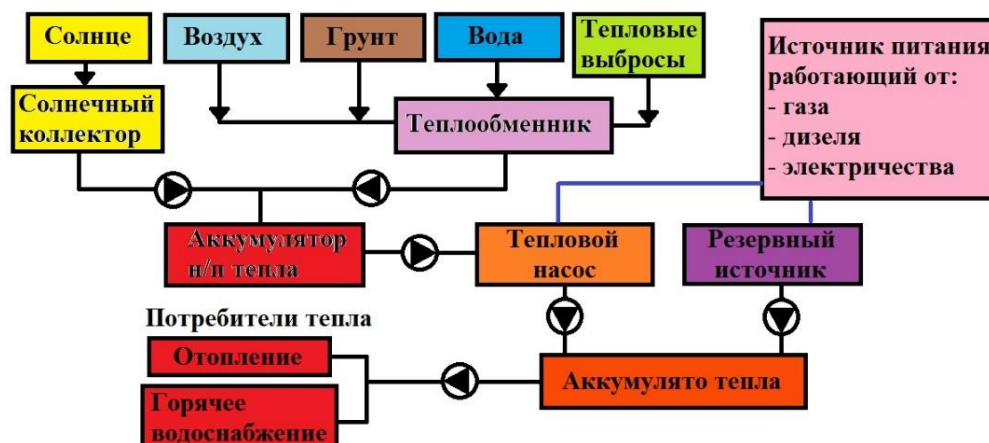 Солнце
Воздух
Грунт
Вода
Тепловые
выбросы
Источник питания
работающий от:
- газа
- дизеля
- электричества
Солнечный
коллектор
Теплообменник
Аккумулятор
н/п тепла
Тепловой
насос
Резервный
источник
Потребители тепла
Отопление
Горячее
водоснабжение
Аккумулято тепла